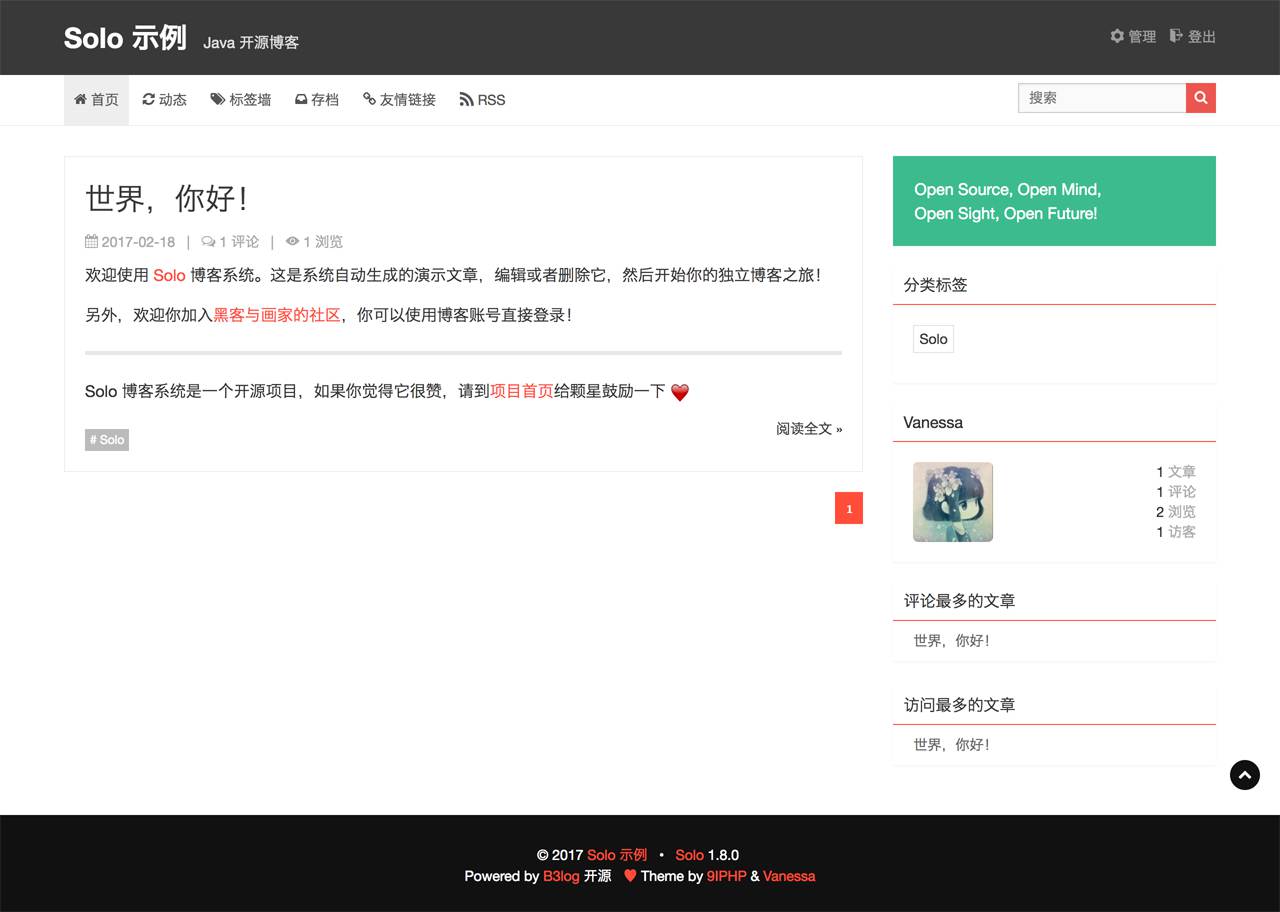 Solo 示例 Java 开源博客
管理 登出
首页 动态 标签墙 存档 友情链接 RSS
搜索
世界，你好！
2017-02-18 | 1 评论 | 1 浏览
欢迎使用 Solo 博客系统。这是系统自动生成的演示文章，编辑或者删除它，然后开始你的独立博客之旅！
另外，欢迎你加入黑客与画家的社区，你可以使用博客账号直接登录！
Solo 博客系统是一个开源项目，如果你觉得它很赞，请到项目首页给颗星鼓励一下 ❤️
阅读全文 »
# Solo
1
Open Source, Open Mind,
Open Sight, Open Future!
分类标签
Solo
Vanessa
1 文章
1 评论
2 浏览
1 访客
评论最多的文章
世界，你好！
访问最多的文章
世界，你好！
© 2017 Solo 示例 • Solo 1.8.0
Powered by B3log 开源 ♥ Theme by 9IPHP & Vanessa